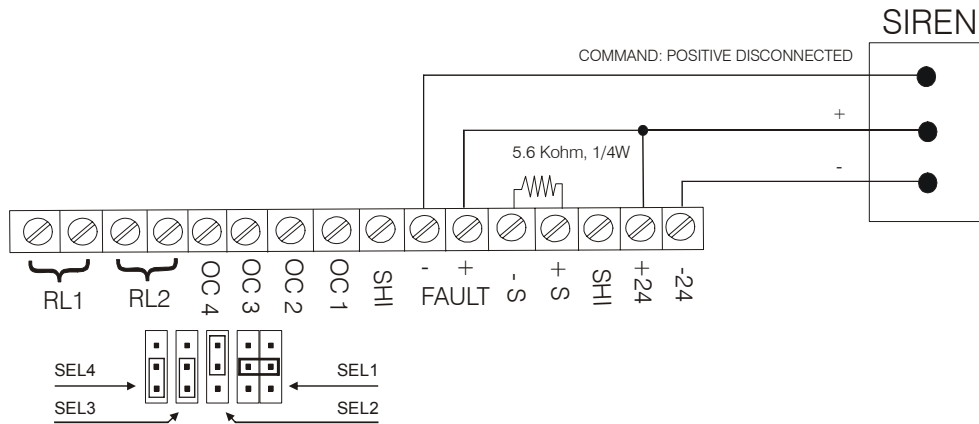 SIREN
COMMAND: POSITIVE DISCONNECTED
+
5.6 Kohm, 1/4W
-
RL1 RL2 OC 4 OC 3 OC 2 OC 1 SHI - + FAULT -S +S SHI +24 -24
SEL4 SEL1
SEL3 SEL2